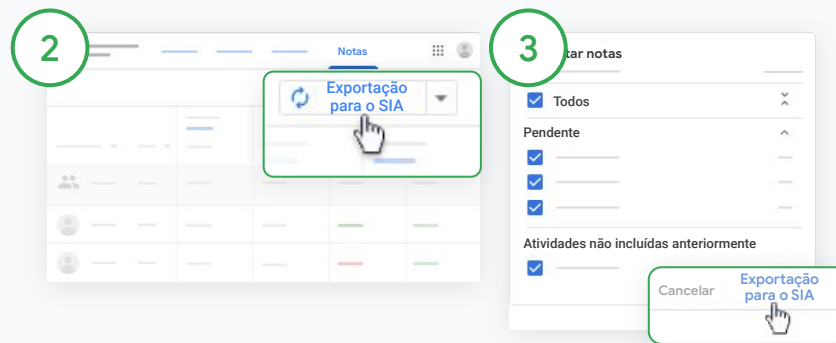 2
Notas
Exportação
para o SIA
3
tar notas
Todos
Pendente
Atividades não incluídas anteriormente
Cancelar
Exportação
para o SIA